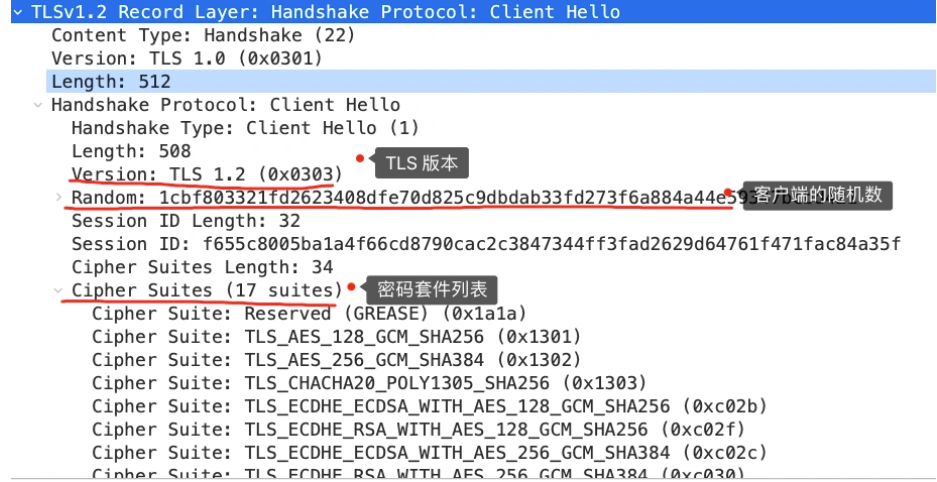 TLSv1.2 Record Layer: Handshake Protocol: Client Hello
Content Type: Handshake (22)
Version: TLS 1.0 (0x0301)
Length: 512
Handshake Protocol: Client Hello
Handshake Type: Client Hello (1)
Length: 508
TLS 版本
Version: TLS 1.2 (0x0303)
Random: 1cbf803321fd2623408dfe70d825c9dbdab33fd273f6a884a44e
客户端的随机数
Session ID Length: 32
Session ID: f655c8005ba1a4f66cd8790cac2c3847344ff3fad2629d64761f471fac84a35f
Cipher Suites Length: 34
Cipher Suites (17 suites)
密码套件列表
Cipher Suite: Reserved (GREASE) (0x1a1a)
Cipher Suite: TLS_AES_128_GCM_SHA256 (0x1301)
Cipher Suite: TLS_AES_256_GCM_SHA384 (0x1302)
Cipher Suite: TLS_CHACHA20_POLY1305_SHA256 (0x1303)
Cipher Suite: TLS_ECDHE_ECDSA_WITH_AES_128_GCM_SHA256 (0xc02b)
Cipher Suite: TLS_ECDHE_RSA_WITH_AES_128_GCM_SHA256 (0xc02f)
Cipher Suite: TLS_ECDHE_ECDSA_WITH_AES_256_GCM_SHA384 (0xc02c)
Cipher Suite: TLS_ECDHE_RSA_WITH_AES_256_GCM_SHA384 (0xc030)